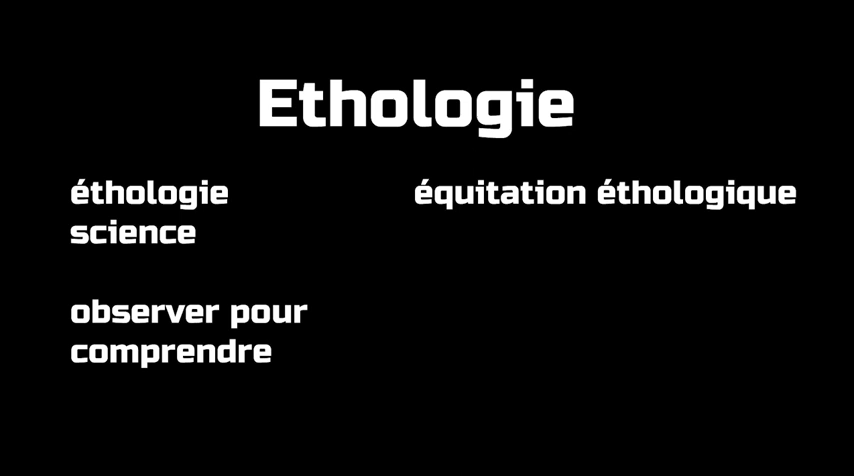 Ethologie
éthologie
science
équitation éthologique
observer pour
comprendre